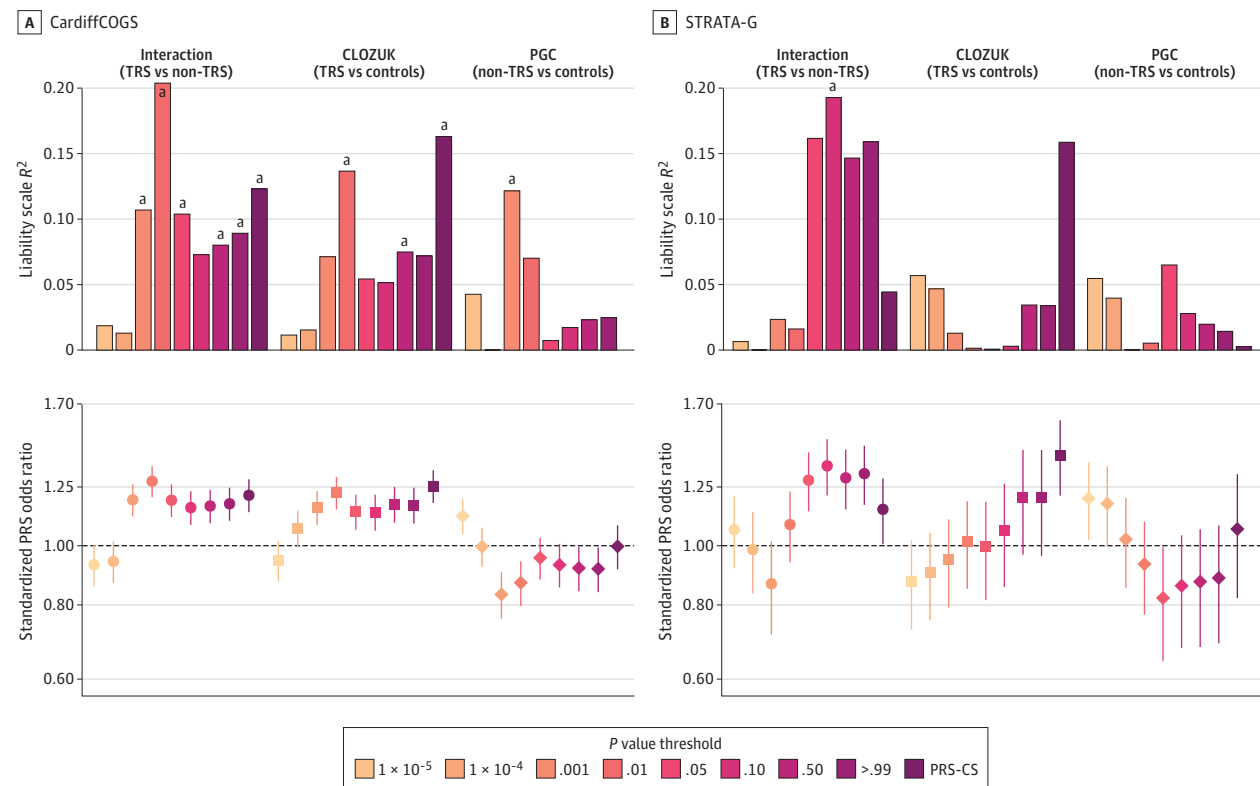 A CardiffCOGS
Interaction
(TRS vs non-TRS)
CLOZUK
(TRS vs controls)
PGC
(non-TRS vs controls)
Liability scale R²
0.20
0.15
0.10
0.05
0
a
a
a
a
a
a
a
a
a
a
Standardized PRS odds ratio
1.70
1.25
1.00
0.80
0.60
B STRATA-G
Interaction
(TRS vs non-TRS)
CLOZUK
(TRS vs controls)
PGC
(non-TRS vs controls)
Liability scale R²
0.20
0.15
0.10
0.05
0
a
Standardized PRS odds ratio
1.70
1.25
1.00
0.80
0.60
P value threshold
1 × 10⁻⁵ 1 × 10⁻⁴ .001 .01 .05 .10 .50 >.99 PRS-CS